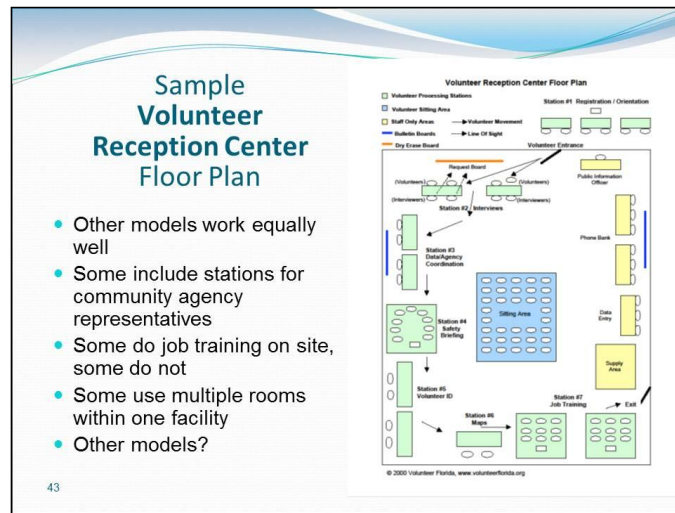 Sample
Volunteer
Reception Center
Floor Plan
• Other models work equally
well
• Some include stations for
community agency
representatives
• Some do job training on site,
some do not
• Some use multiple rooms
within one facility
• Other models?
43
Volunteer Reception Center Floor Plan
Volunteer Processing Stations
Volunteer Sitting Area
Staff Only Areas
Volunteer Movement
Bulletin Boards
Line Of Sight
Dry Erase Board
Station #1 Registration / Orientation
Volunteer Entrance
Request Board
(Volunteers)
(Volunteers)
(Interviewers)
(Interviewers)
Station #2 Interviews
Public Information
Officer
Phone Bank
Station #3
Data/Agency
Coordination
Sitting Area
Data
Entry
Station #4
Safety
Briefing
Supply
Area
Station #5
Volunteer ID
Station #6
Maps
Station #7
Job Training
Exit
© 2000 Volunteer Florida, www.volunteerflorida.org